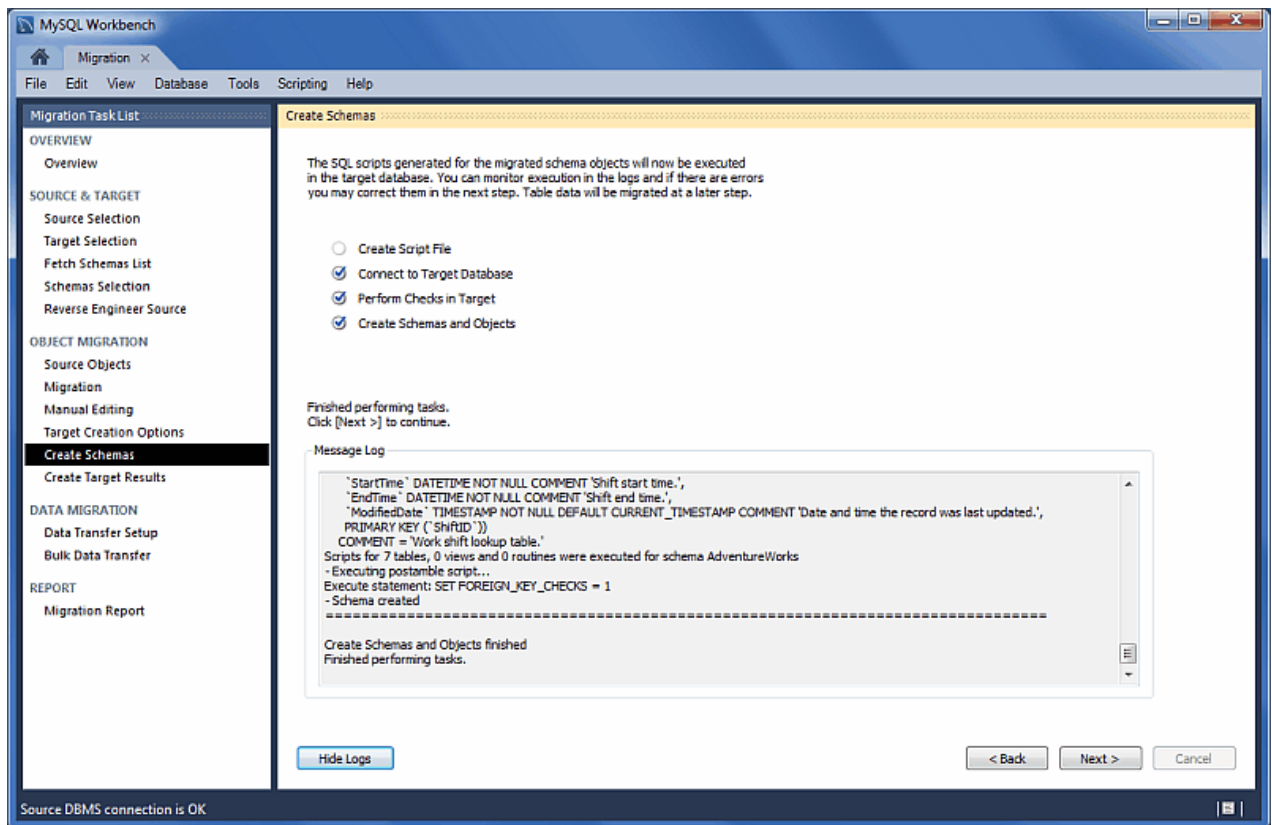 MySQL Workbench
Migration
File Edit View Database Tools Scripting Help
Migration Task List
OVERVIEW
Overview
SOURCE & TARGET
Source Selection
Target Selection
Fetch Schemas List
Schemas Selection
Reverse Engineer Source
OBJECT MIGRATION
Source Objects
Migration
Manual Editing
Target Creation Options
Create Schemas
Create Target Results
DATA MIGRATION
Data Transfer Setup
Bulk Data Transfer
REPORT
Migration Report
Create Schemas
The SQL scripts generated for the migrated schema objects will now be executed
in the target database. You can monitor execution in the logs and if there are errors
you may correct them in the next step. Table data will be migrated at a later step.
Create Script File
Connect to Target Database
Perform Checks in Target
Create Schemas and Objects
Finished performing tasks.
Click [Next >] to continue.
Message Log
`StartTime` DATETIME NOT NULL COMMENT 'Shift start time.',
`EndTime` DATETIME NOT NULL COMMENT 'Shift end time.',
`ModifiedDate` TIMESTAMP NOT NULL DEFAULT CURRENT_TIMESTAMP COMMENT 'Date and time the record was last updated.',
PRIMARY KEY (`ShiftID`))
COMMENT = 'Work shift lookup table.'
Scripts for 7 tables, 0 views and 0 routines were executed for schema AdventureWorks
- Executing postamble script...
Execute statement: SET FOREIGN_KEY_CHECKS = 1
- Schema created
================================================================================
Create Schemas and Objects finished
Finished performing tasks.
Hide Logs
< Back
Next >
Cancel
Source DBMS connection is OK